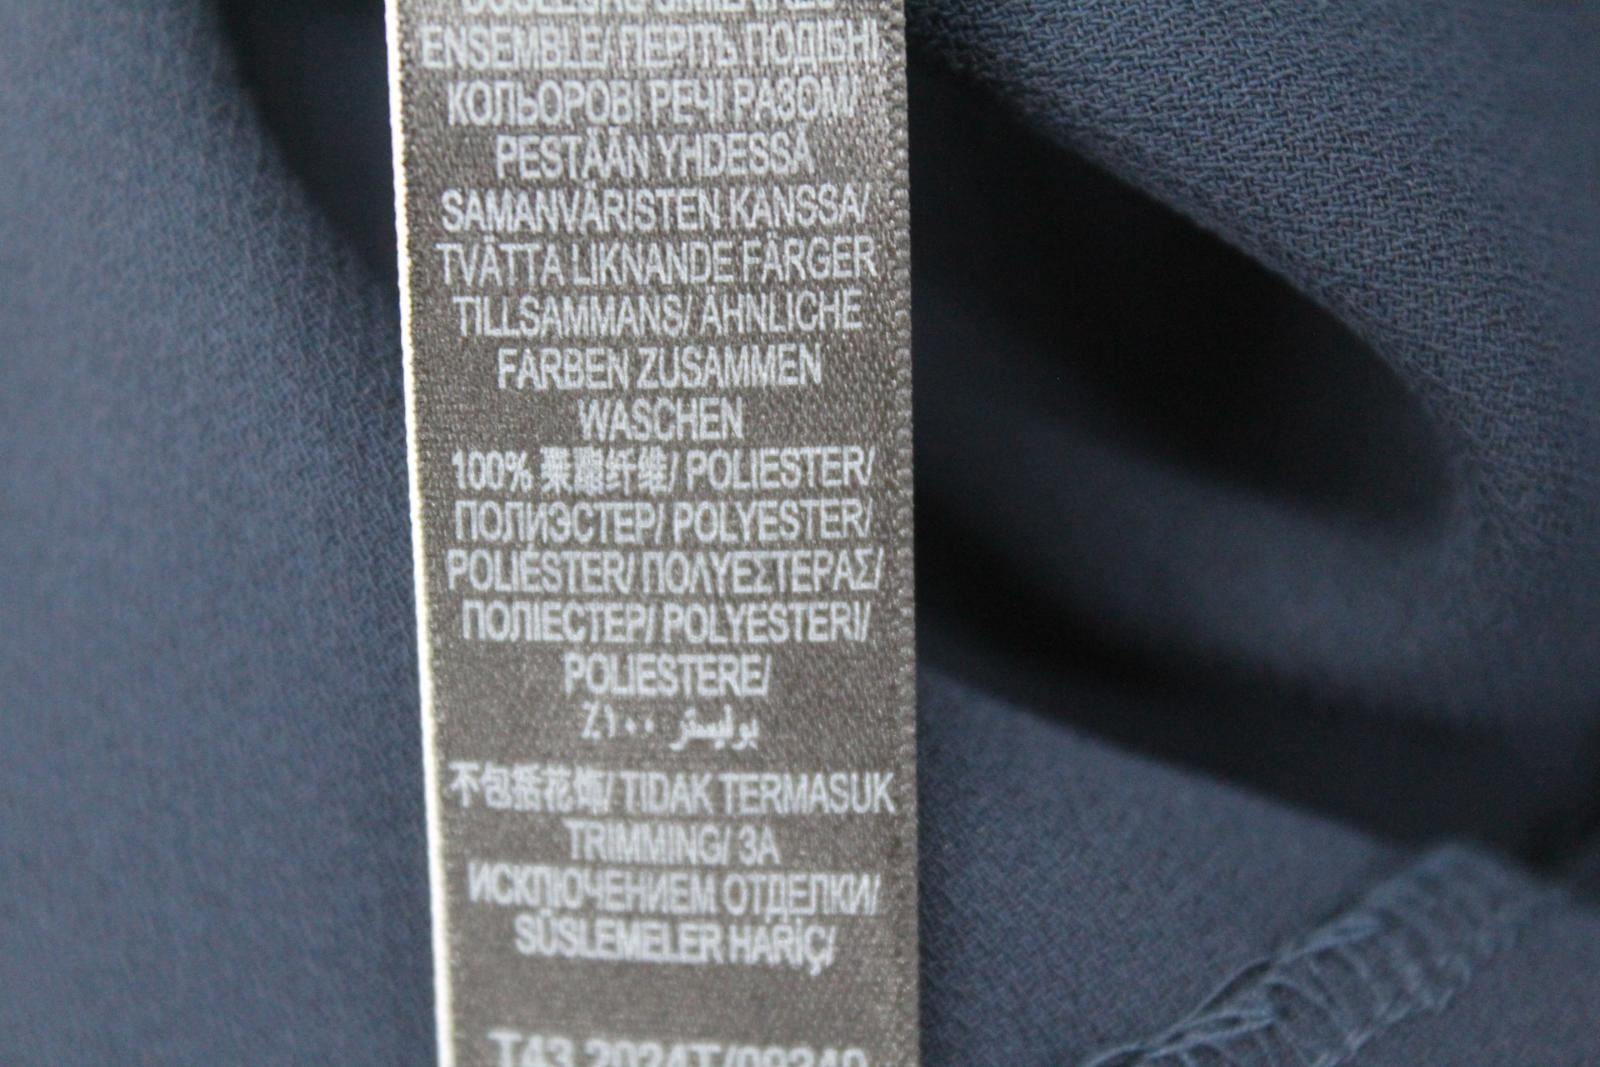 ENSEMBLE/ ПЕРІТЬ ПОДІБНІ
КОЛЬОРОВІ РЕЧІ РАЗОМ/
PESTÄÄN YHDESSÄ
SAMANVÄRISTEN KANSSA/
TVÄTTA LIKNANDE FÄRGER
TILLSAMMANS/ ÄHNLICHE
FARBEN ZUSAMMEN
WASCHEN
100% 聚酯纤维/ POLIESTER/
ПОЛИЭСТЕР/ POLYESTER/
POLIÉSTER/ ΠΟΛΥΕΣΤΕΡΑΣ/
ПОЛІЕСТЕР/ POLYESTERI/
POLIESTERE/
بوليستر ١٠٠٪
不包括花饰/ TIDAK TERMASUK
TRIMMING/ ЗА
ИСКЛЮЧЕНИЕМ ОТДЕЛКИ/
SÜSLEMELER HARİÇ/